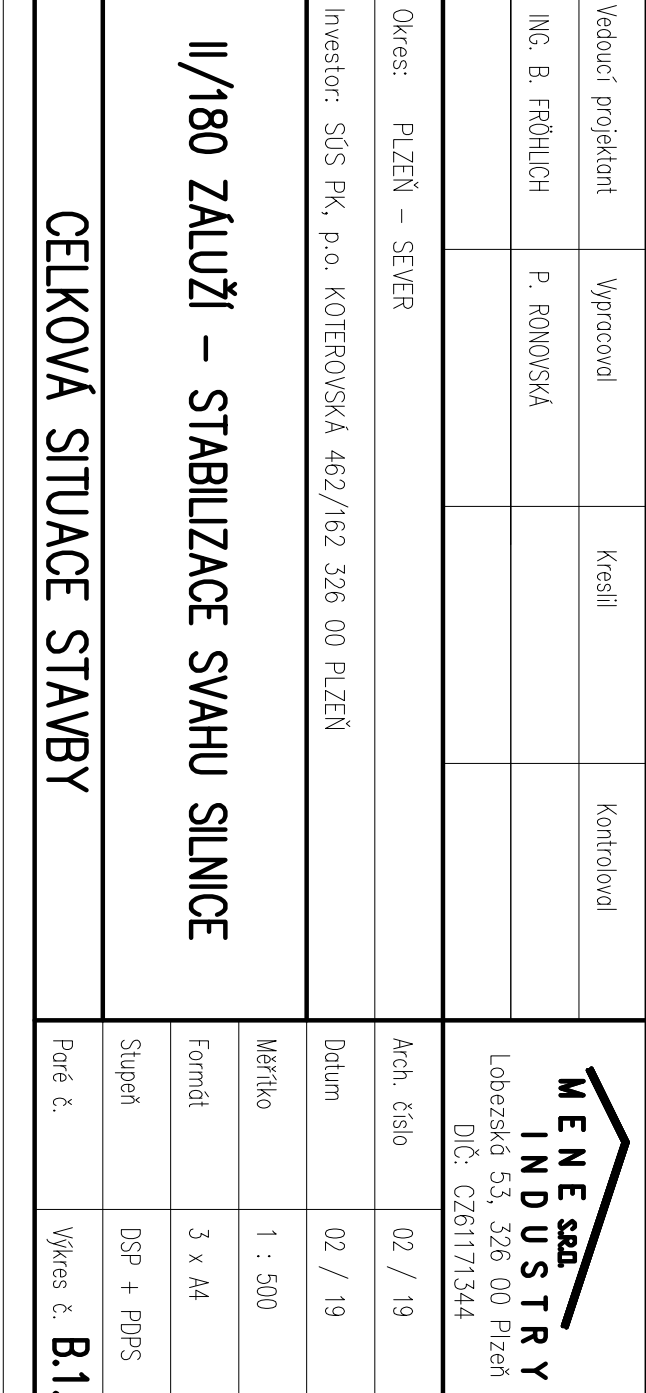 Vedoucí projektant Vypracoval Kreslil Kontroloval
ING. B. FRÖHLICH P. RONOVSKÁ
MENE S.R.O.
INDUSTRY
Lobezská 53, 326 00 Plzeň
DIČ: CZ61171344
Okres: PLZEŇ – SEVER
Arch. číslo 02 / 19
Investor: SÚS PK, p.o. KOTEROVSKÁ 462/162 326 00 PLZEŇ
Datum 02 / 19
II/180 ZÁLUŽÍ – STABILIZACE SVAHU SILNICE
Měřítko 1 : 500
Formát 3 x A4
Stupeň DSP + PDPS
CELKOVÁ SITUACE STAVBY
Paré č. Výkres č. B.1.